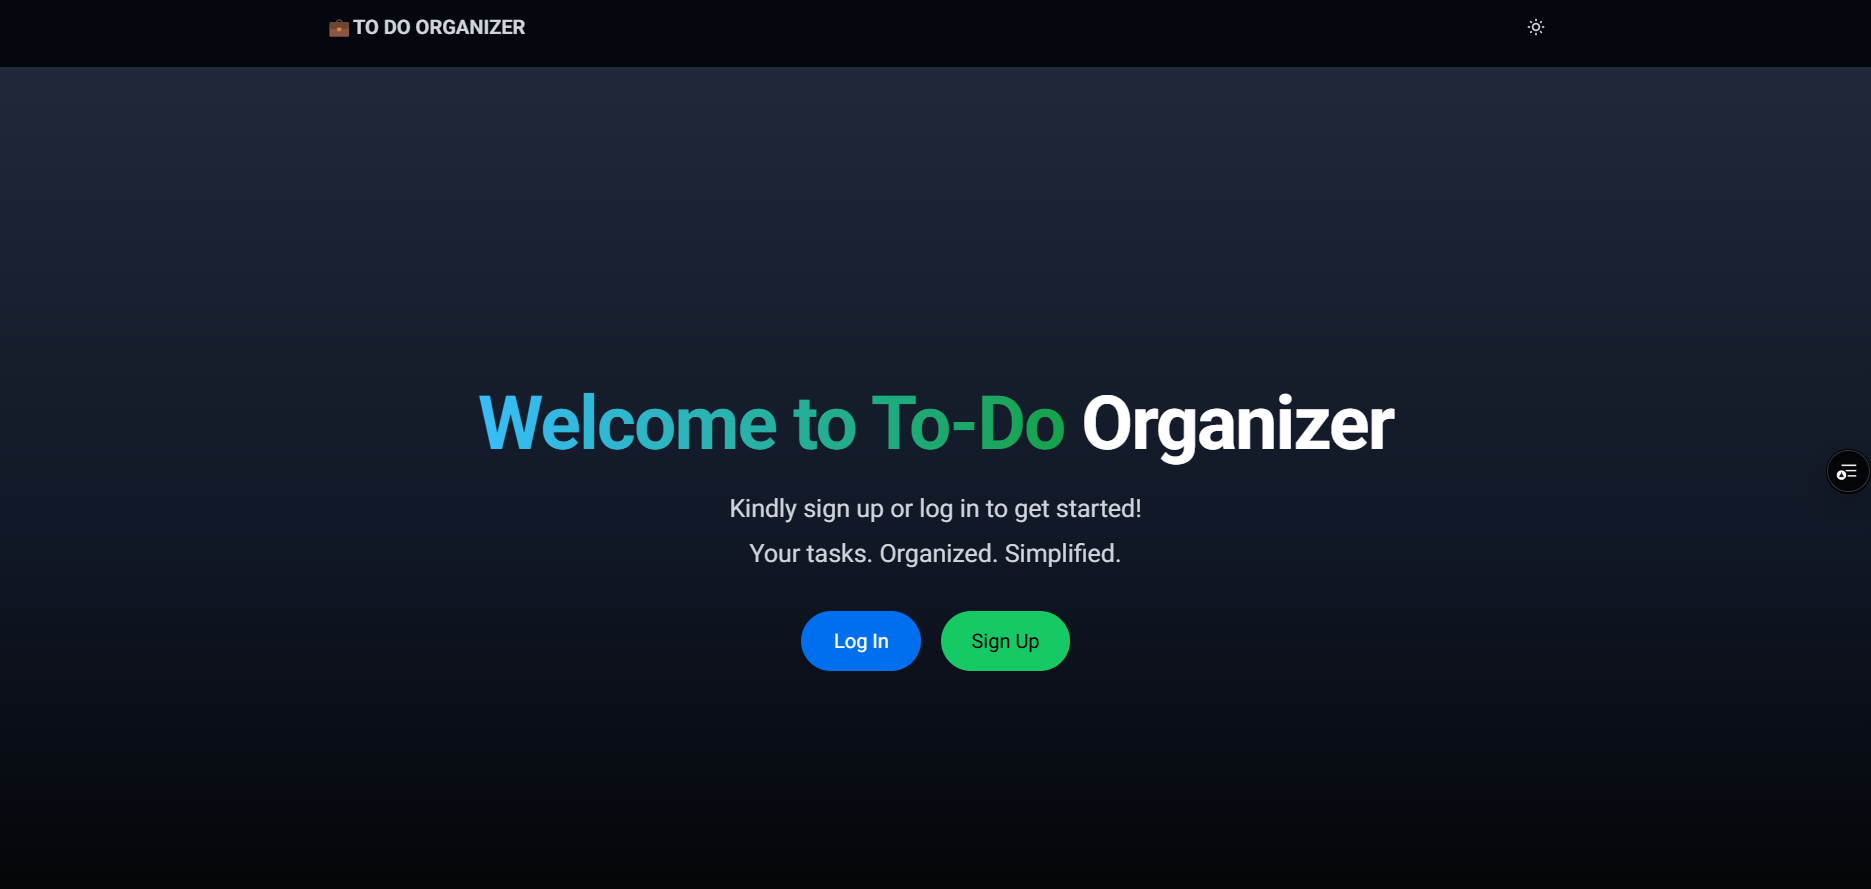 TO DO ORGANIZER
Welcome to To-Do Organizer
Kindly sign up or log in to get started!
Your tasks. Organized. Simplified.
Log In
Sign Up